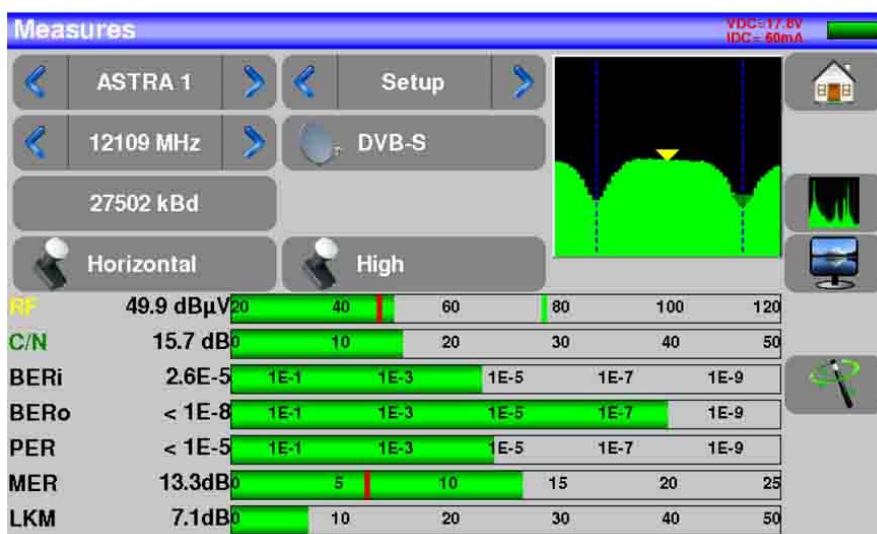 Measures
VDC=17.8V
IDC= 60mA
ASTRA 1
Setup
12109 MHz
DVB-S
27502 kBd
Horizontal
High
RF 49.9 dBµV 20 40 60 80 100 120
C/N 15.7 dB 0 10 20 30 40 50
BERi 2.6E-5 1E-1 1E-3 1E-5 1E-7 1E-9
BERo < 1E-8 1E-1 1E-3 1E-5 1E-7 1E-9
PER < 1E-5 1E-1 1E-3 1E-5 1E-7 1E-9
MER 13.3dB 0 5 10 15 20 25
LKM 7.1dB 0 10 20 30 40 50